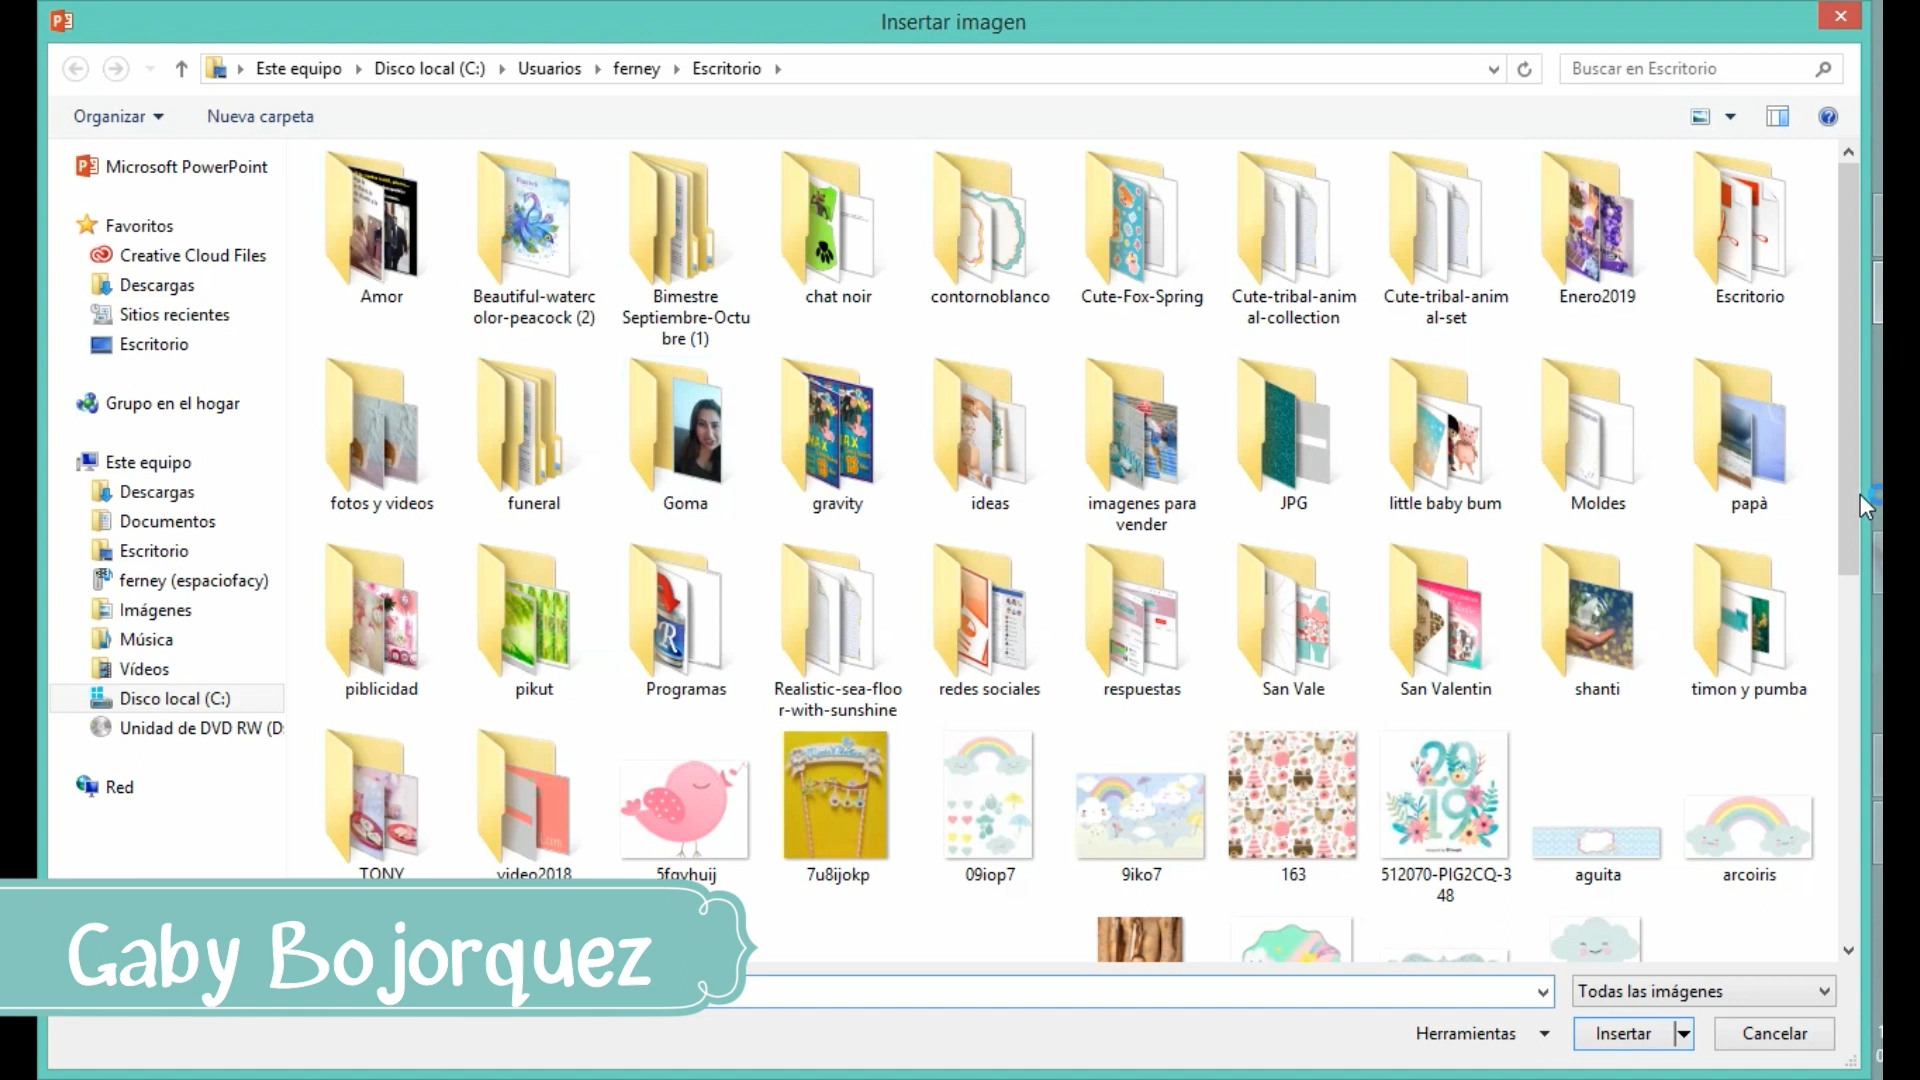 Insertar imagen
Este equipo
Disco local (C:)
Usuarios
ferney
Escritorio
Buscar en Escritorio
Organizar
Nueva carpeta
Microsoft PowerPoint
Favoritos
Creative Cloud Files
Descargas
Sitios recientes
Escritorio
Grupo en el hogar
Este equipo
Descargas
Documentos
Escritorio
ferney (espaciofacy)
Imágenes
Música
Vídeos
Disco local (C:)
Unidad de DVD RW (D:
Red
Amor
Beautiful-waterc
olor-peacock (2)
Bimestre
Septiembre-Octu
bre (1)
chat noir
contornoblanco
Cute-Fox-Spring
Cute-tribal-anim
al-collection
Cute-tribal-anim
al-set
Enero2019
Escritorio
fotos y videos
funeral
Goma
gravity
ideas
imagenes para
vender
JPG
little baby bum
Moldes
papà
piblicidad
pikut
Programas
Realistic-sea-floo
r-with-sunshine
redes sociales
respuestas
San Vale
San Valentin
shanti
timon y pumba
TONY
video2018
5fgvhuij
7u8ijokp
09iop7
9iko7
163
512070-PIG2CQ-3
48
aguita
arcoiris
Gaby Bojorquez
Todas las imágenes
Herramientas
Insertar
Cancelar